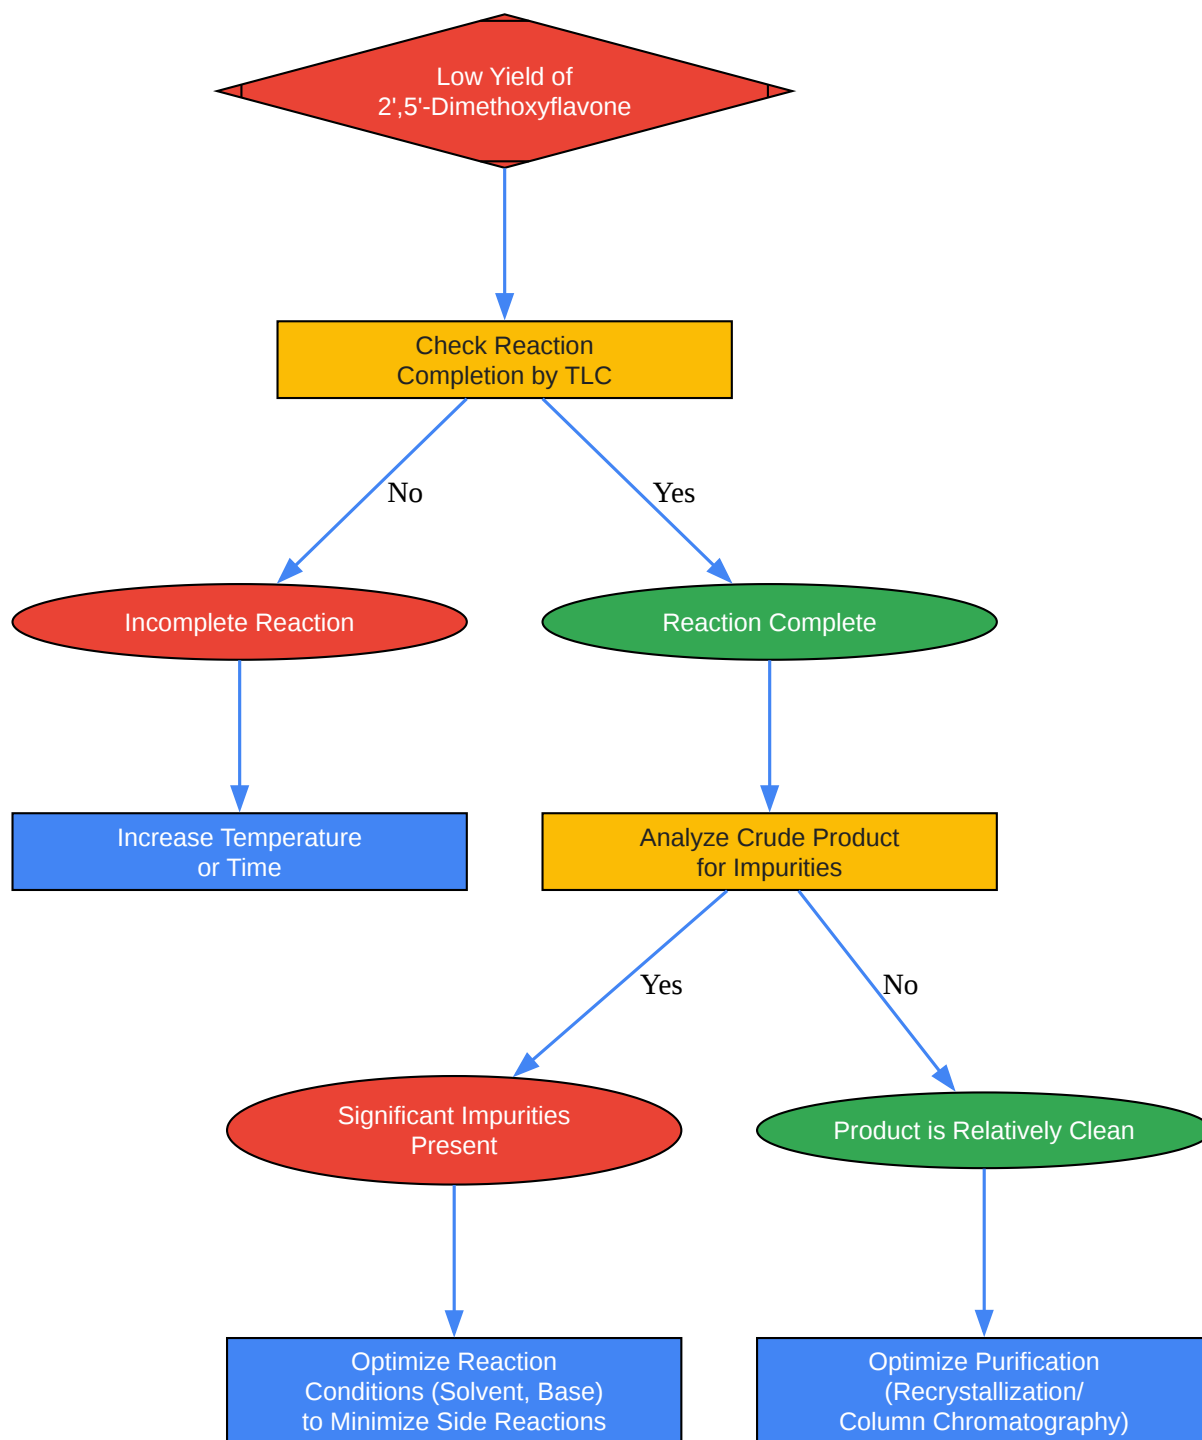 Low Yield of
2',5'-Dimethoxyflavone
Check Reaction
Completion by TLC
No
Yes
Incomplete Reaction
Reaction Complete
Increase Temperature
or Time
Analyze Crude Product
for Impurities
Yes
No
Significant Impurities
Present
Product is Relatively Clean
Optimize Reaction
Conditions (Solvent, Base)
to Minimize Side Reactions
Optimize Purification
(Recrystallization/
Column Chromatography)